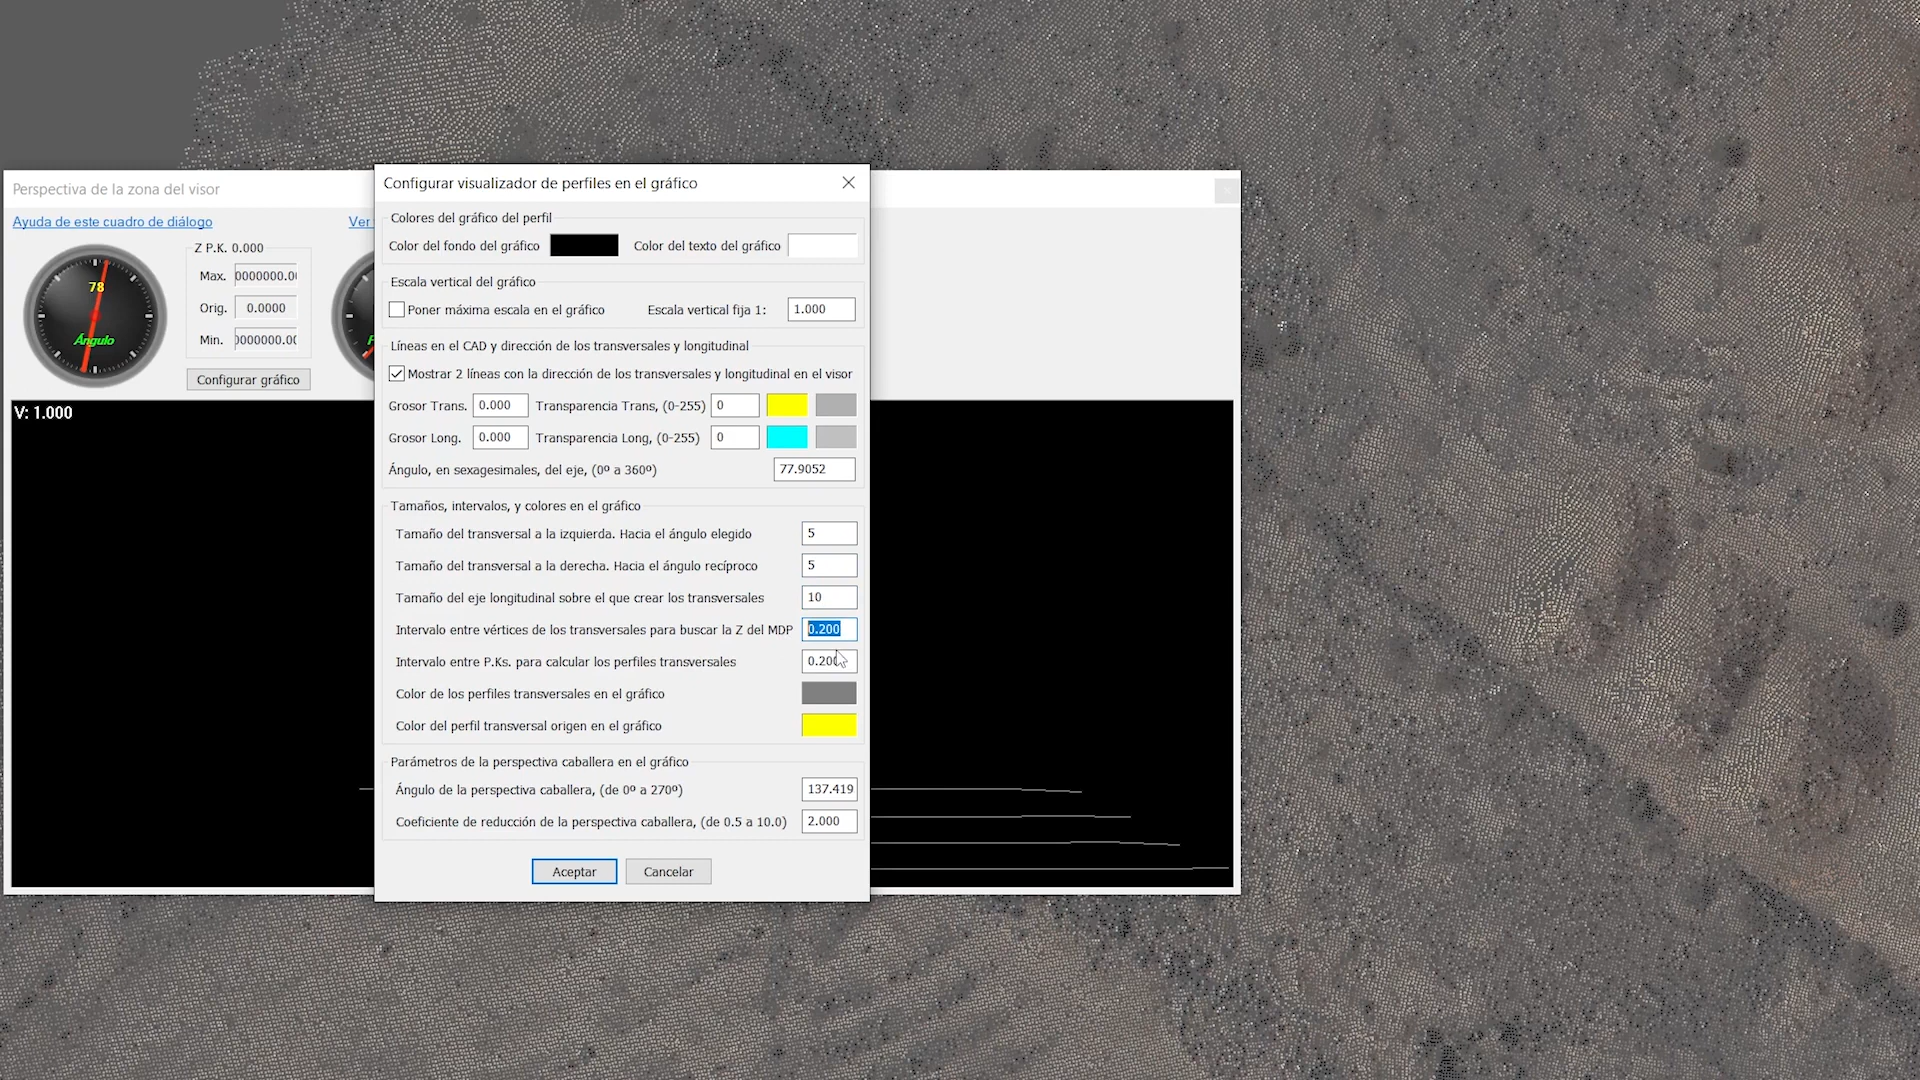 Perspectiva de la zona del visor
Ayuda de este cuadro de diálogo
Ver
Z P.K. 0.000
Max. 0000000.0
Orig. 0.0000
Min. 0000000.0
78
Ángulo
Configurar gráfico
V: 1.000
Configurar visualizador de perfiles en el gráfico
Colores del gráfico del perfil
Color del fondo del gráfico Color del texto del gráfico
Escala vertical del gráfico
Poner máxima escala en el gráfico Escala vertical fija 1: 1.000
Líneas en el CAD y dirección de los transversales y longitudinal
Mostrar 2 líneas con la dirección de los transversales y longitudinal en el visor
Grosor Trans. 0.000 Transparencia Trans, (0-255) 0
Grosor Long. 0.000 Transparencia Long, (0-255) 0
Ángulo, en sexagesimales, del eje, (0º a 360º) 77.9052
Tamaños, intervalos, y colores en el gráfico
Tamaño del transversal a la izquierda. Hacia el ángulo elegido 5
Tamaño del transversal a la derecha. Hacia el ángulo recíproco 5
Tamaño del eje longitudinal sobre el que crear los transversales 10
Intervalo entre vértices de los transversales para buscar la Z del MDP 0.200
Intervalo entre P.Ks. para calcular los perfiles transversales 0.200
Color de los perfiles transversales en el gráfico
Color del perfil transversal origen en el gráfico
Parámetros de la perspectiva caballera en el gráfico
Ángulo de la perspectiva caballera, (de 0º a 270º) 137.419
Coeficiente de reducción de la perspectiva caballera, (de 0.5 a 10.0) 2.000
Aceptar Cancelar